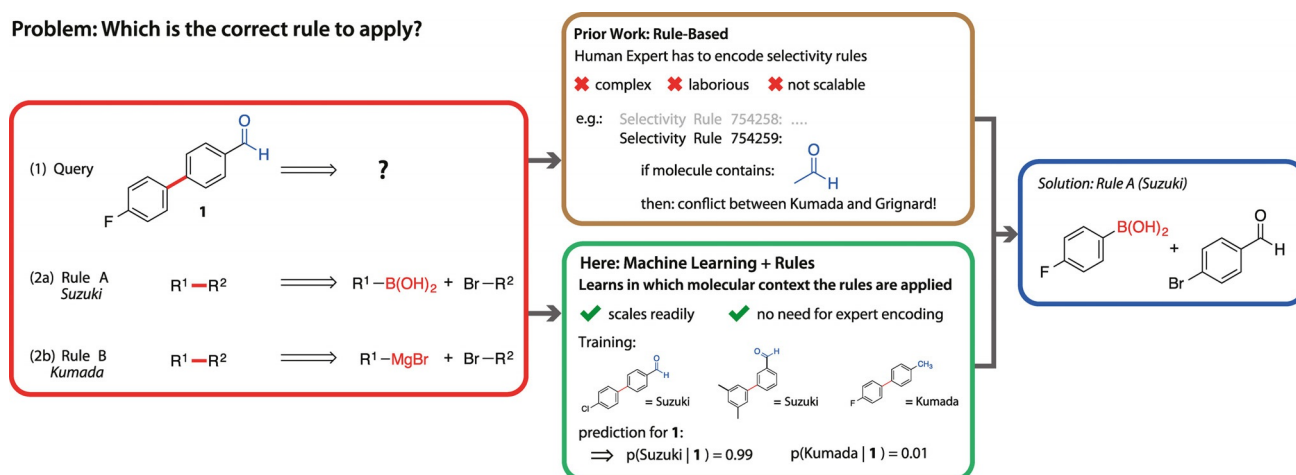 Problem: Which is the correct rule to apply?
(1) Query
O
H
F
1
?
(2a) Rule A
Suzuki
R¹ R²
R¹ B(OH)₂ + Br R²
(2b) Rule B
Kumada
R¹ R²
R¹ MgBr + Br R²
Prior Work: Rule-Based
Human Expert has to encode selectivity rules
complex laborious not scalable
e.g.: Selectivity Rule 754258: ....
Selectivity Rule 754259:
if molecule contains:
O
H
then: conflict between Kumada and Grignard!
Here: Machine Learning + Rules
Learns in which molecular context the rules are applied
scales readily no need for expert encoding
Training:
O
H
Cl
= Suzuki
O
H
= Suzuki
CH₃
F
= Kumada
prediction for 1:
p(Suzuki | 1 ) = 0.99 p(Kumada | 1 ) = 0.01
Solution: Rule A (Suzuki)
B(OH)₂
F
+
O
H
Br